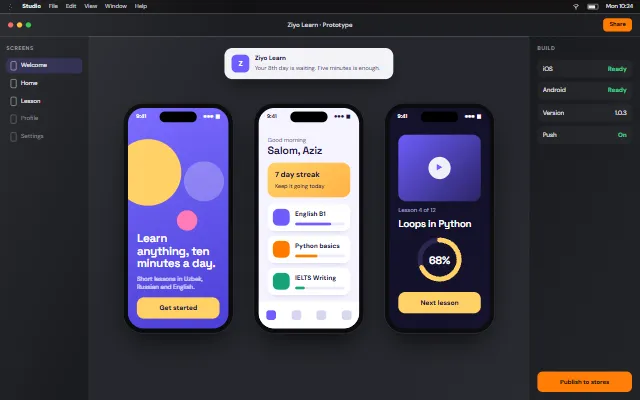 Studio File Edit View Window Help
Mon 10:24
Ziyo Learn · Prototype
Share
SCREENS
Welcome
Home
Lesson
Profile
Settings
Z
Ziyo Learn
Your 8th day is waiting. Five minutes is enough.
9:41
Learn
anything, ten
minutes a day.
Short lessons in Uzbek,
Russian and English.
Get started
9:41
Good morning
Salom, Aziz
7 day streak
Keep it going today
English B1
Python basics
IELTS Writing
9:41
Lesson 4 of 12
Loops in Python
68%
Next lesson
BUILD
iOS Ready
Android Ready
Version 1.0.3
Push On
Publish to stores